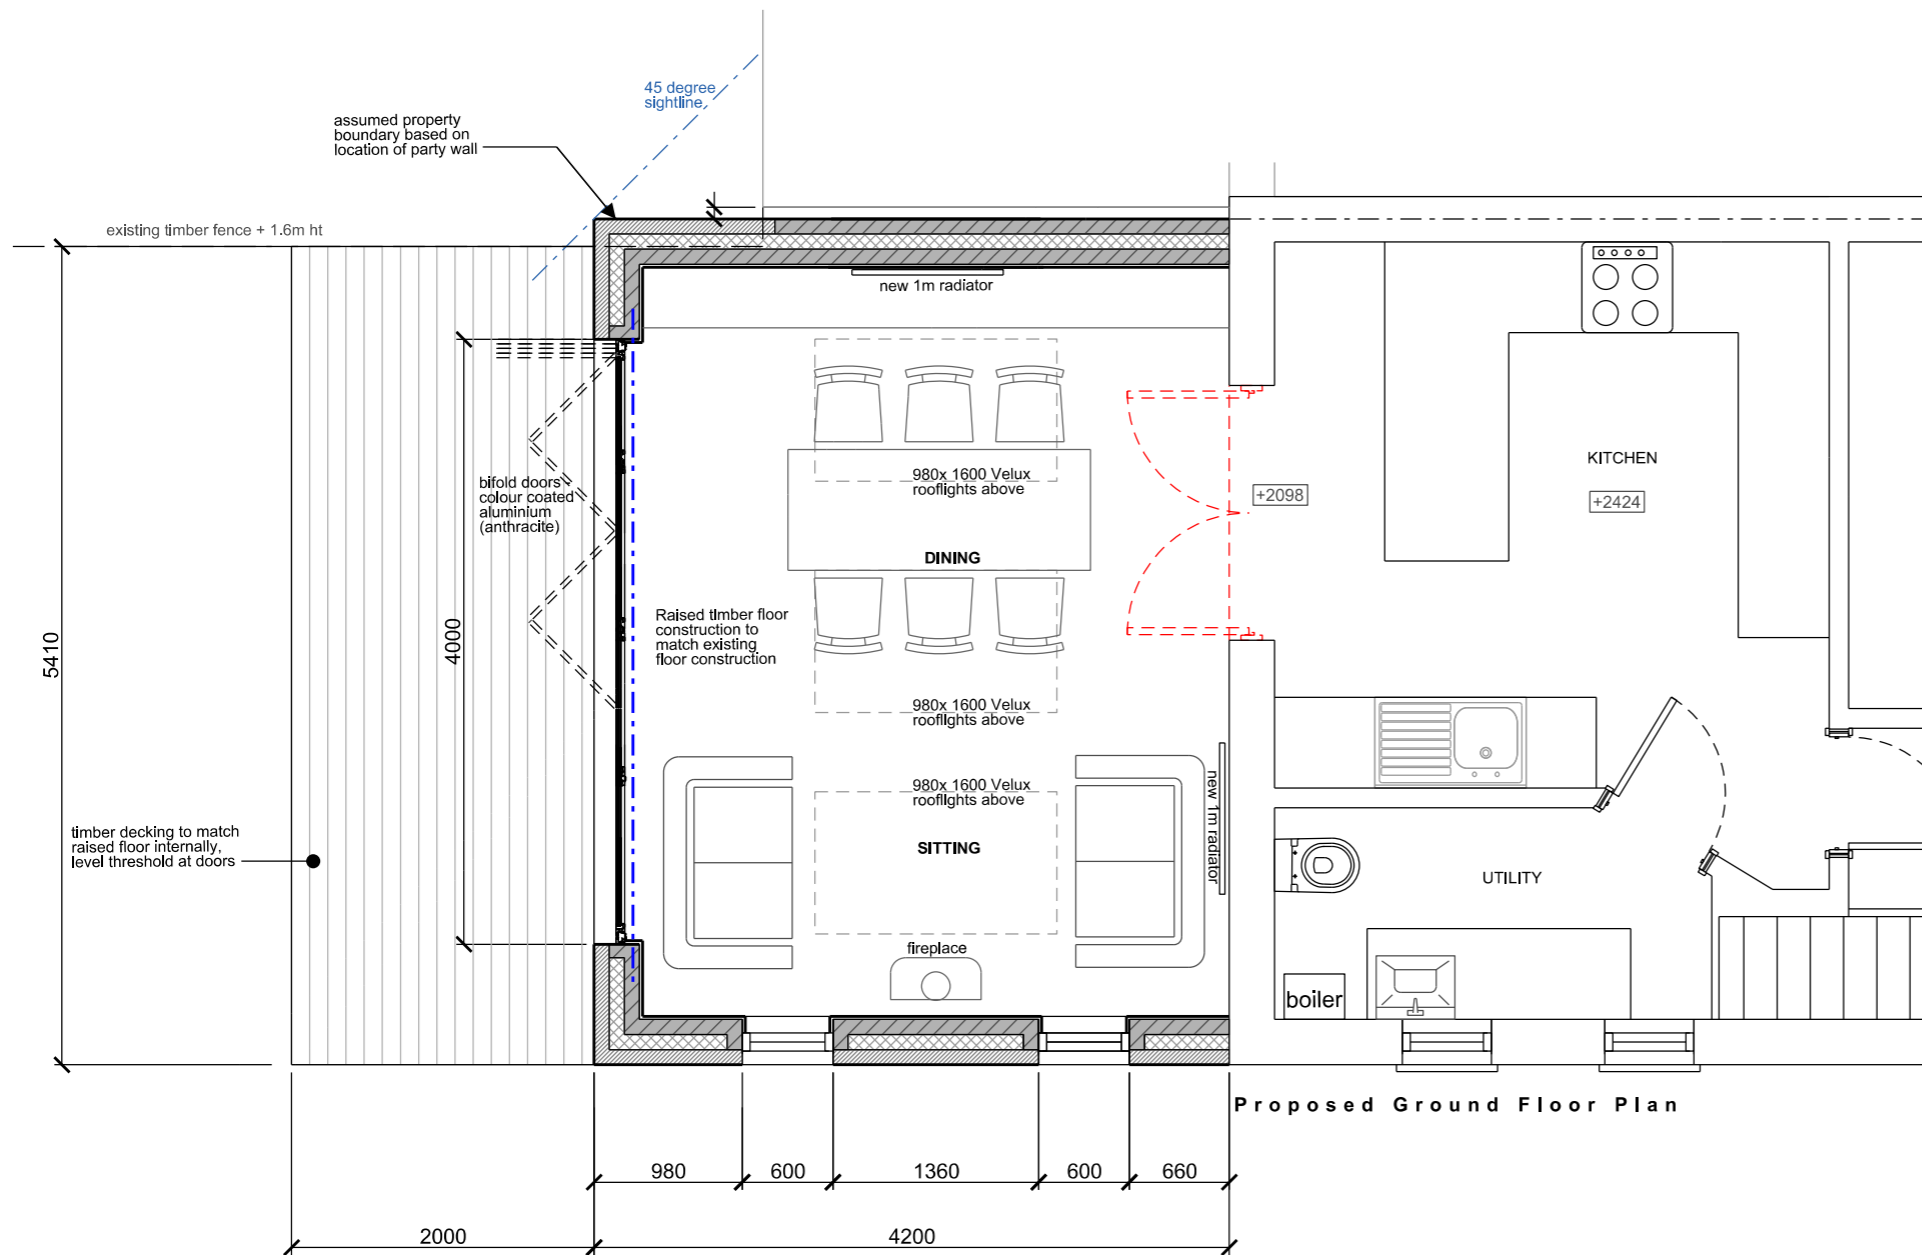 45 degree
sightline
assumed property
boundary based on
location of party wall
existing timber fence + 1.6m ht
new 1m radiator
KITCHEN
+2098
+2424
980x 1600 Velux
rooflights above
bifold doors -
colour coated
aluminium
(anthracite)
DINING
Raised timber floor
construction to
match existing
floor construction
5410
4000
980x 1600 Velux
rooflights above
980x 1600 Velux
rooflights above
new 1m radiator
timber decking to match
raised floor internally,
level threshold at doors
SITTING
UTILITY
fireplace
boiler
Proposed Ground Floor Plan
980
600
1360
600
660
2000
4200